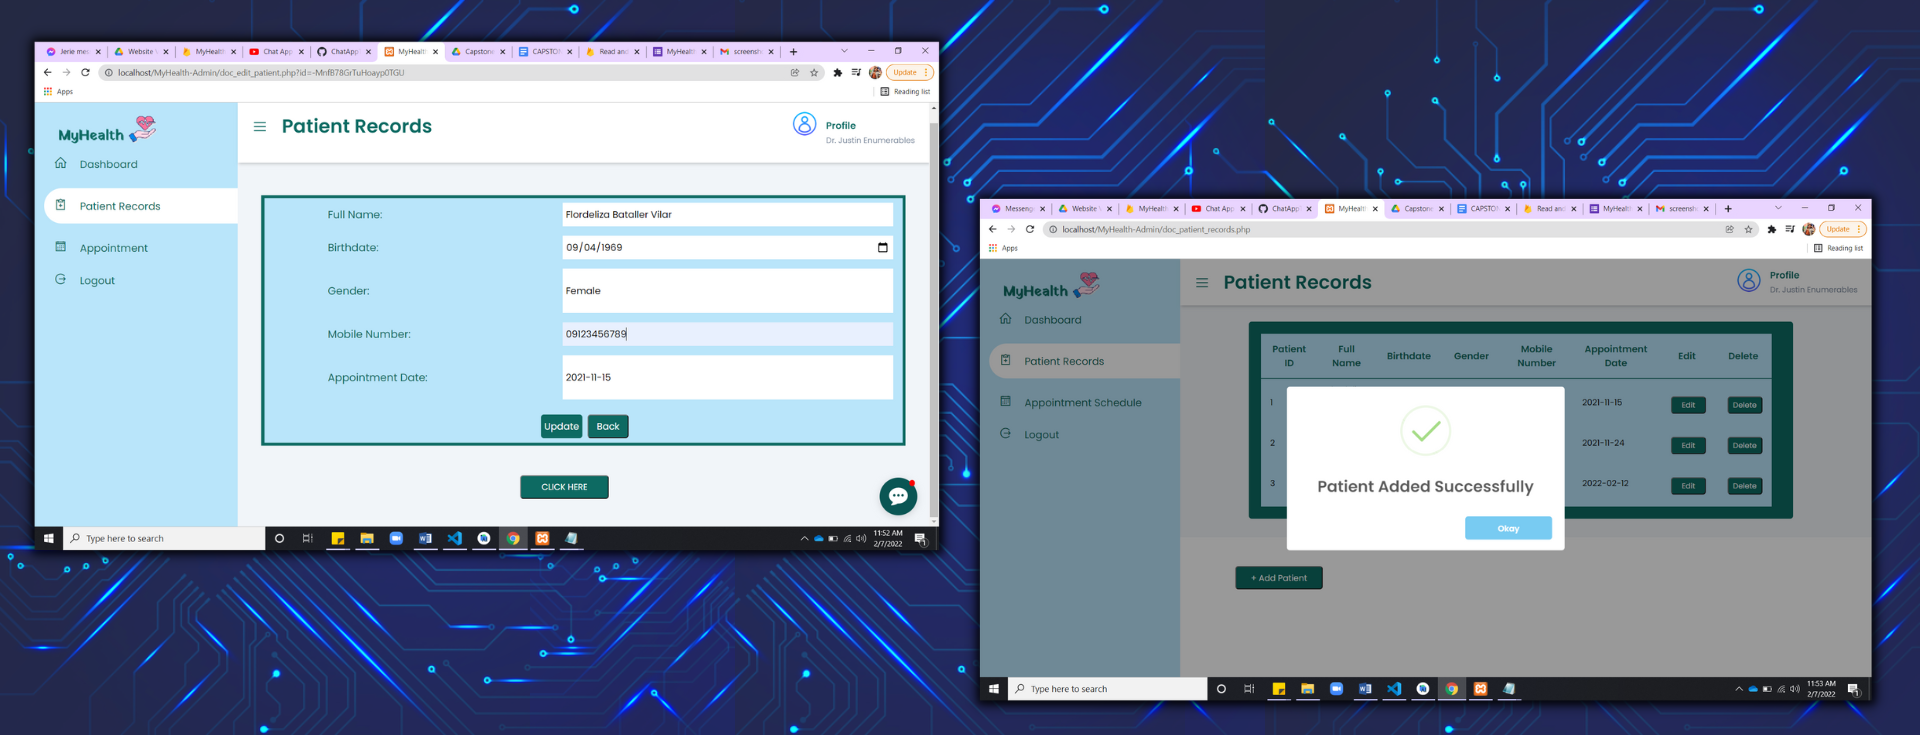 Jerie mes
Website
MyHealth
Chat App
ChatApp
MyHealth
Capstone
CAPSTO
Read and
MyHealth
screensh
localhost/MyHealth-Admin/doc_edit_patient.php?id=-MnfB78GrTuHoayp0TGU
Update
Apps
Reading list
MyHealth
Patient Records
Profile
Dr. Justin Enumerables
Dashboard
Patient Records
Appointment
Logout
Full Name:
Flordeliza Bataller Vilar
Birthdate:
09/04/1969
Gender:
Female
Mobile Number:
09123456789
Appointment Date:
2021-11-15
Update
Back
CLICK HERE
Type here to search
11:52 AM
2/7/2022
Messeng
Website
MyHealth
Chat App
ChatApp
MyHealth
Capstone
CAPSTO
Read and
MyHealth
screensh
localhost/MyHealth-Admin/doc_patient_records.php
Update
Apps
Reading list
MyHealth
Patient Records
Profile
Dr. Justin Enumerables
Dashboard
Patient Records
Appointment Schedule
Logout
Patient ID
Full Name
Birthdate
Gender
Mobile Number
Appointment Date
Edit
Delete
1
2021-11-15
Edit
Delete
2
2021-11-24
Edit
Delete
3
2022-02-12
Edit
Delete
Patient Added Successfully
Okay
+ Add Patient
Type here to search
11:53 AM
2/7/2022